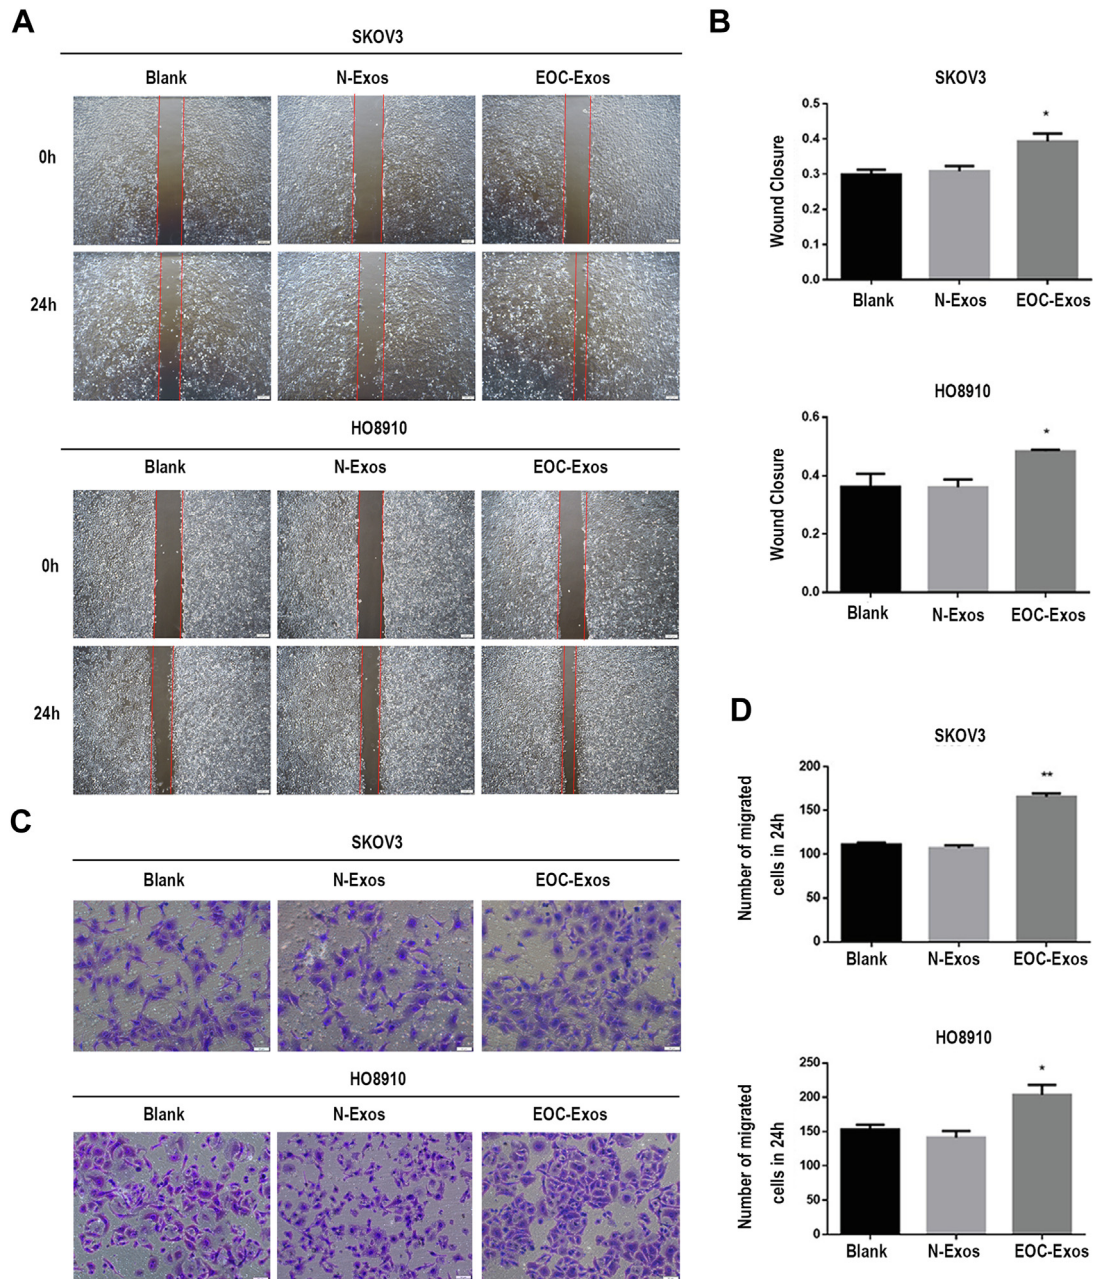 A
SKOV3
Blank N-Exos EOC-Exos
0h
24h
HO8910
Blank N-Exos EOC-Exos
0h
24h
B
SKOV3
Wound Closure
0.5
0.4
0.3
0.2
0.1
0.0
*
Blank N-Exos EOC-Exos
HO8910
Wound Closure
0.6
0.4
0.2
0.0
*
Blank N-Exos EOC-Exos
C
SKOV3
Blank N-Exos EOC-Exos
HO8910
Blank N-Exos EOC-Exos
D
SKOV3
Number of migrated
cells in 24h
200
150
100
50
0
**
Blank N-Exos EOC-Exos
HO8910
Number of migrated
cells in 24h
250
200
150
100
50
0
*
Blank N-Exos EOC-Exos